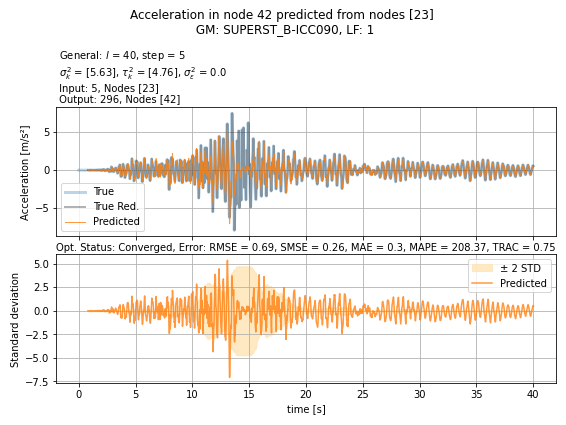 Acceleration in node 42 predicted from nodes [23]
GM: SUPERST_B-ICC090, LF: 1
General: l = 40, step = 5
σ²ₖ = [5.63], τ²ₖ = [4.76], σ²ε = 0.0
Input: 5, Nodes [23]
Output: 296, Nodes [42]
Acceleration [m/s²]
5
0
−5
True
True Red.
Predicted
Opt. Status: Converged, Error: RMSE = 0.69, SMSE = 0.26, MAE = 0.3, MAPE = 208.37, TRAC = 0.75
Standard deviation
5.0
2.5
0.0
−2.5
−5.0
−7.5
± 2 STD
Predicted
0 5 10 15 20 25 30 35 40
time [s]